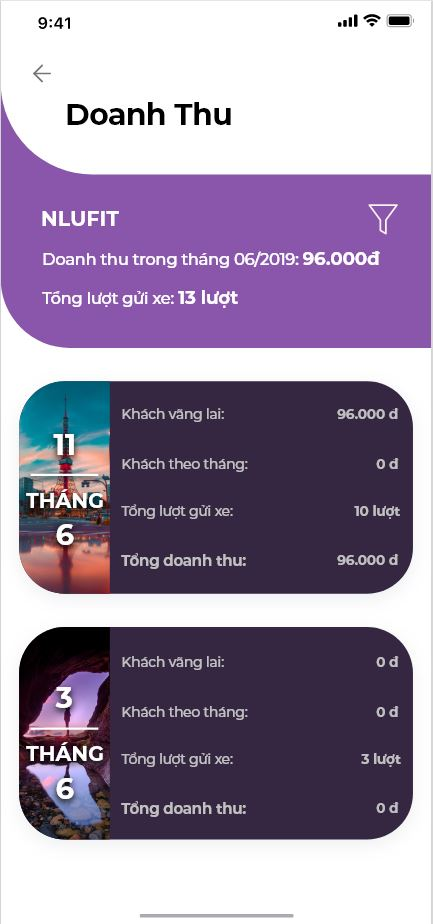 9:41
Doanh Thu
NLUFIT
Doanh thu trong tháng 06/2019: 96.000đ
Tổng lượt gửi xe: 13 lượt
11
THÁNG
6
Khách vãng lai: 96.000 đ
Khách theo tháng: 0 đ
Tổng lượt gửi xe: 10 lượt
Tổng doanh thu: 96.000 đ
3
THÁNG
6
Khách vãng lai: 0 đ
Khách theo tháng: 0 đ
Tổng lượt gửi xe: 3 lượt
Tổng doanh thu: 0 đ